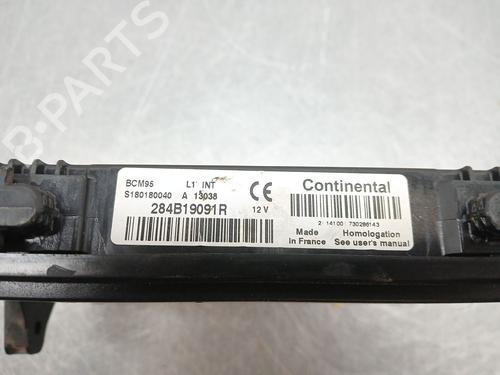 BCM95 L1 INT
S180180040 A 13038
284B19091R 12 V
CE
Continental
2 14100 730286143
Made Homologation
In France See user's manual
B-PARTS